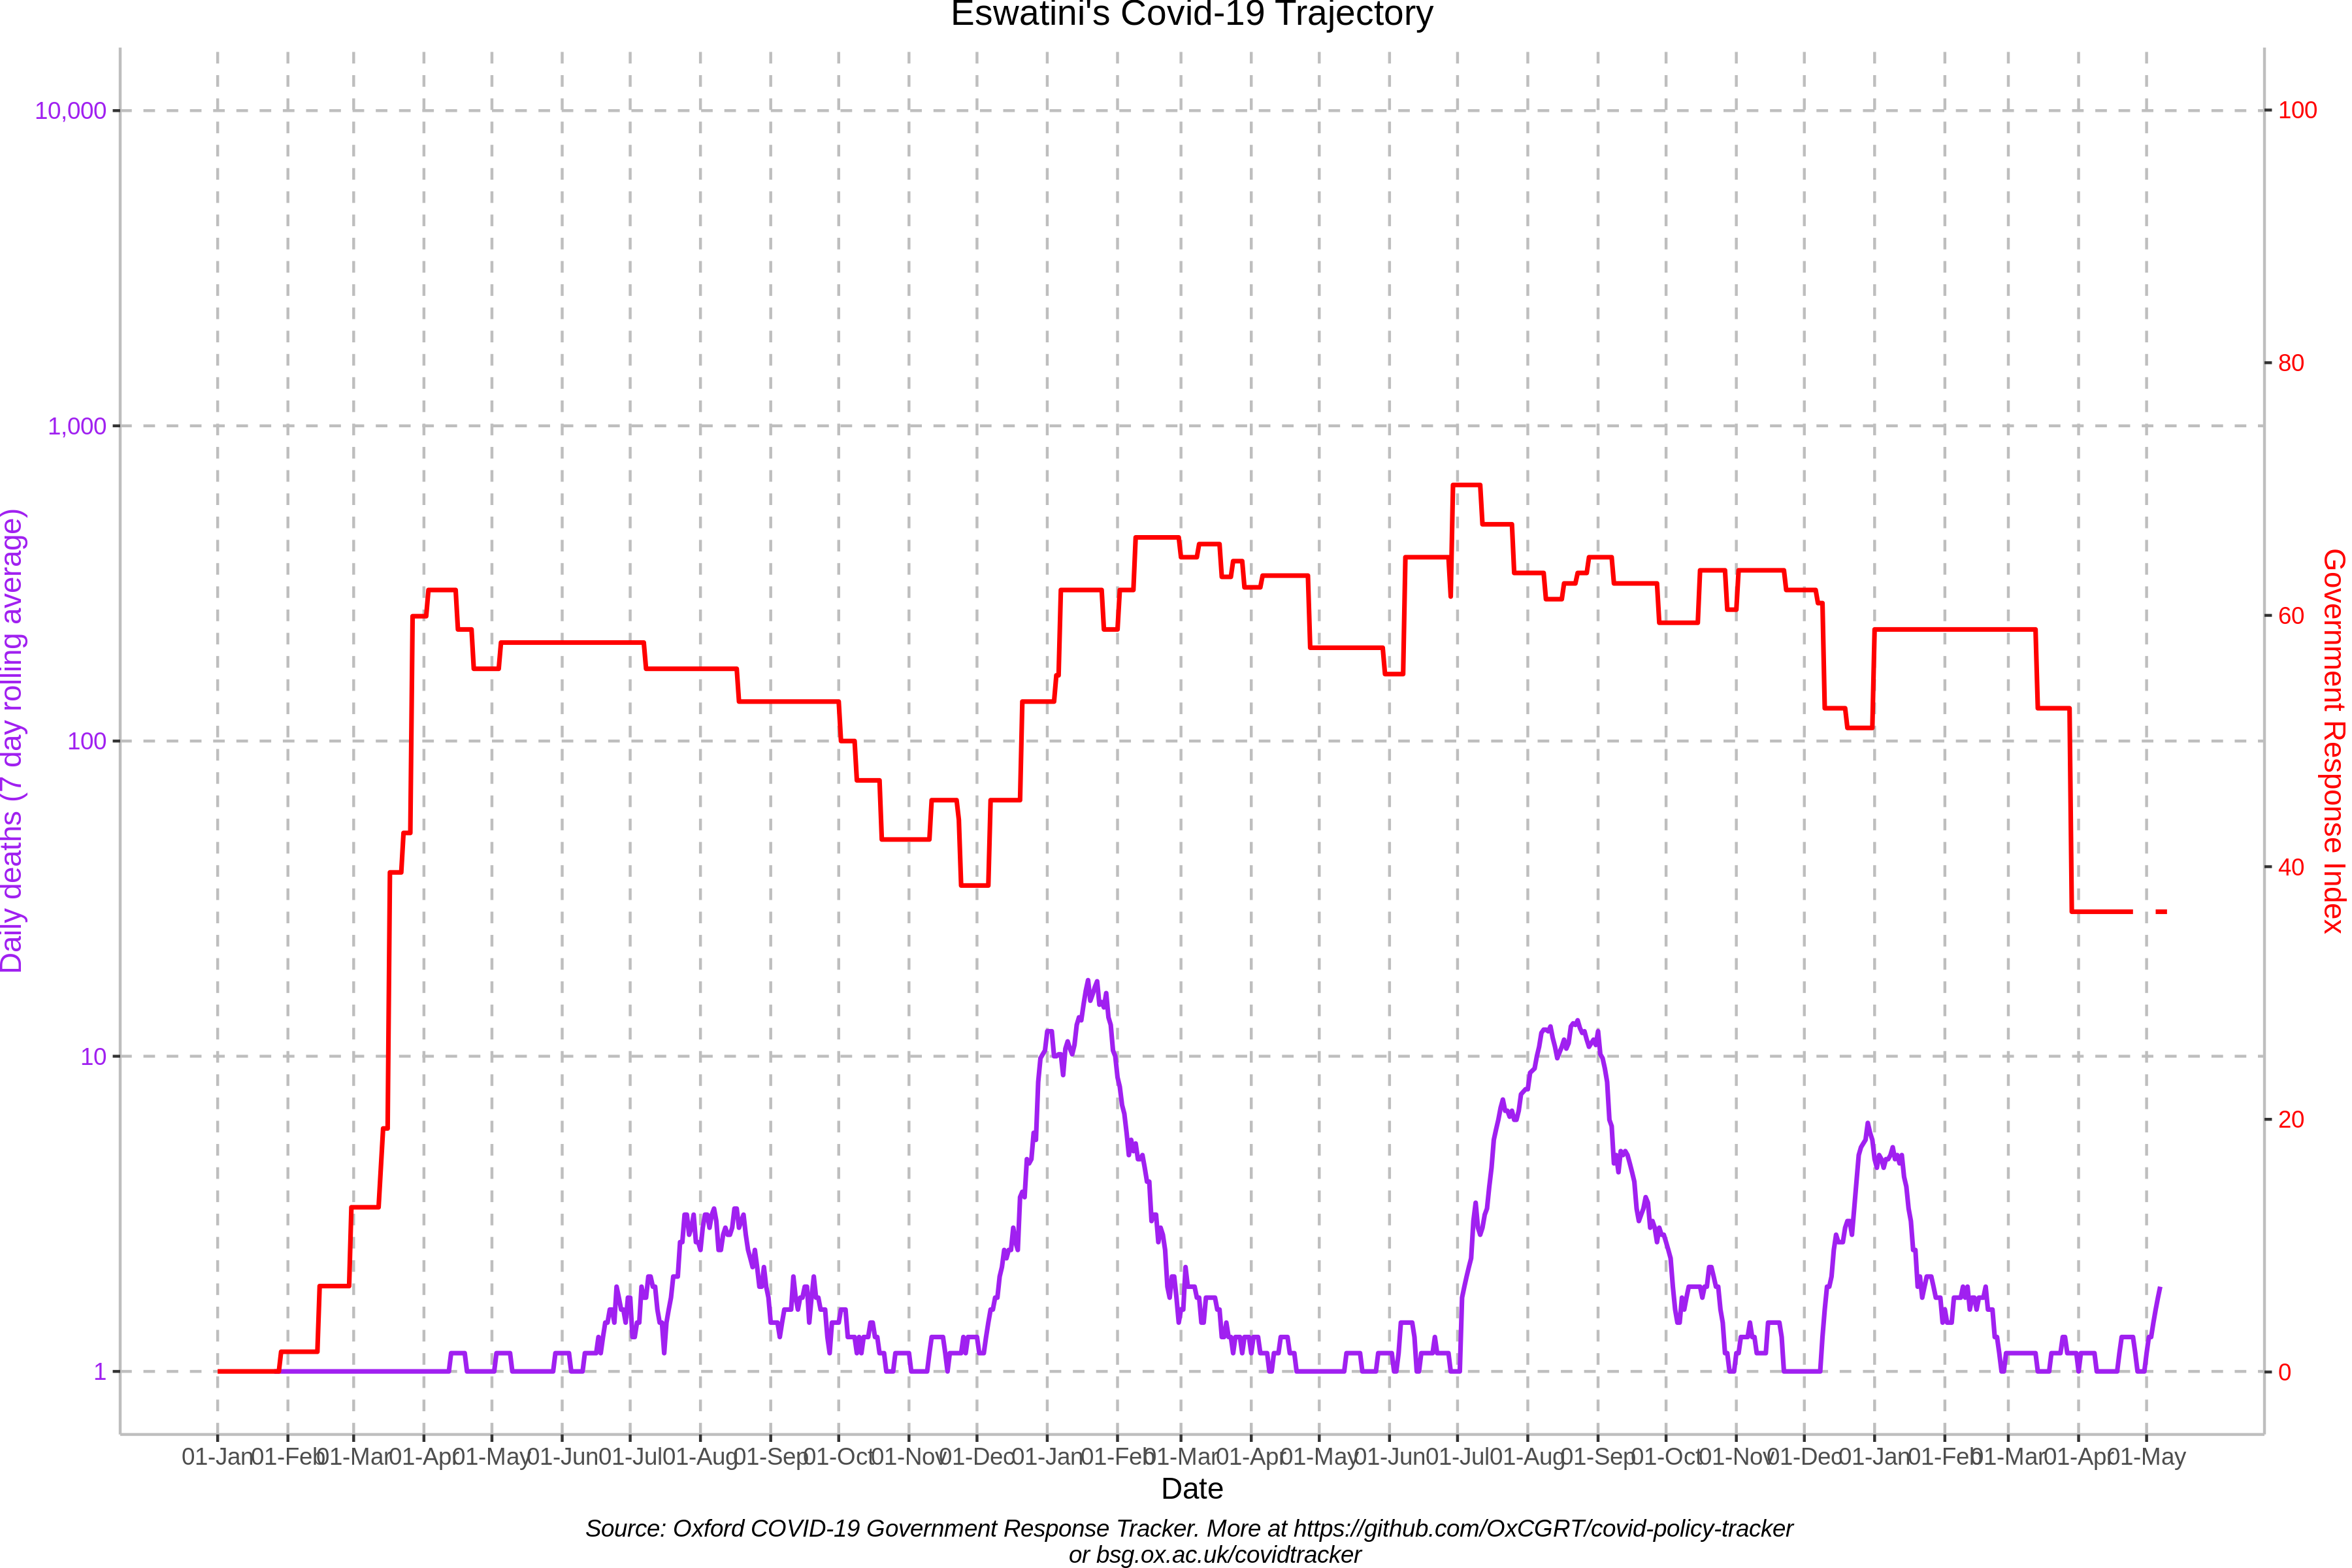 Eswatini's Covid-19 Trajectory
10,000
1,000
100
10
1
Daily deaths (7 day rolling average)
100
80
60
40
20
0
Government Response Index
01-Jan 01-Feb 01-Mar 01-Apr 01-May 01-Jun 01-Jul 01-Aug 01-Sep 01-Oct 01-Nov 01-Dec 01-Jan 01-Feb 01-Mar 01-Apr 01-May 01-Jun 01-Jul 01-Aug 01-Sep 01-Oct 01-Nov 01-Dec 01-Jan 01-Feb 01-Mar 01-Apr 01-May
Date
Source: Oxford COVID-19 Government Response Tracker. More at https://github.com/OxCGRT/covid-policy-tracker
or bsg.ox.ac.uk/covidtracker